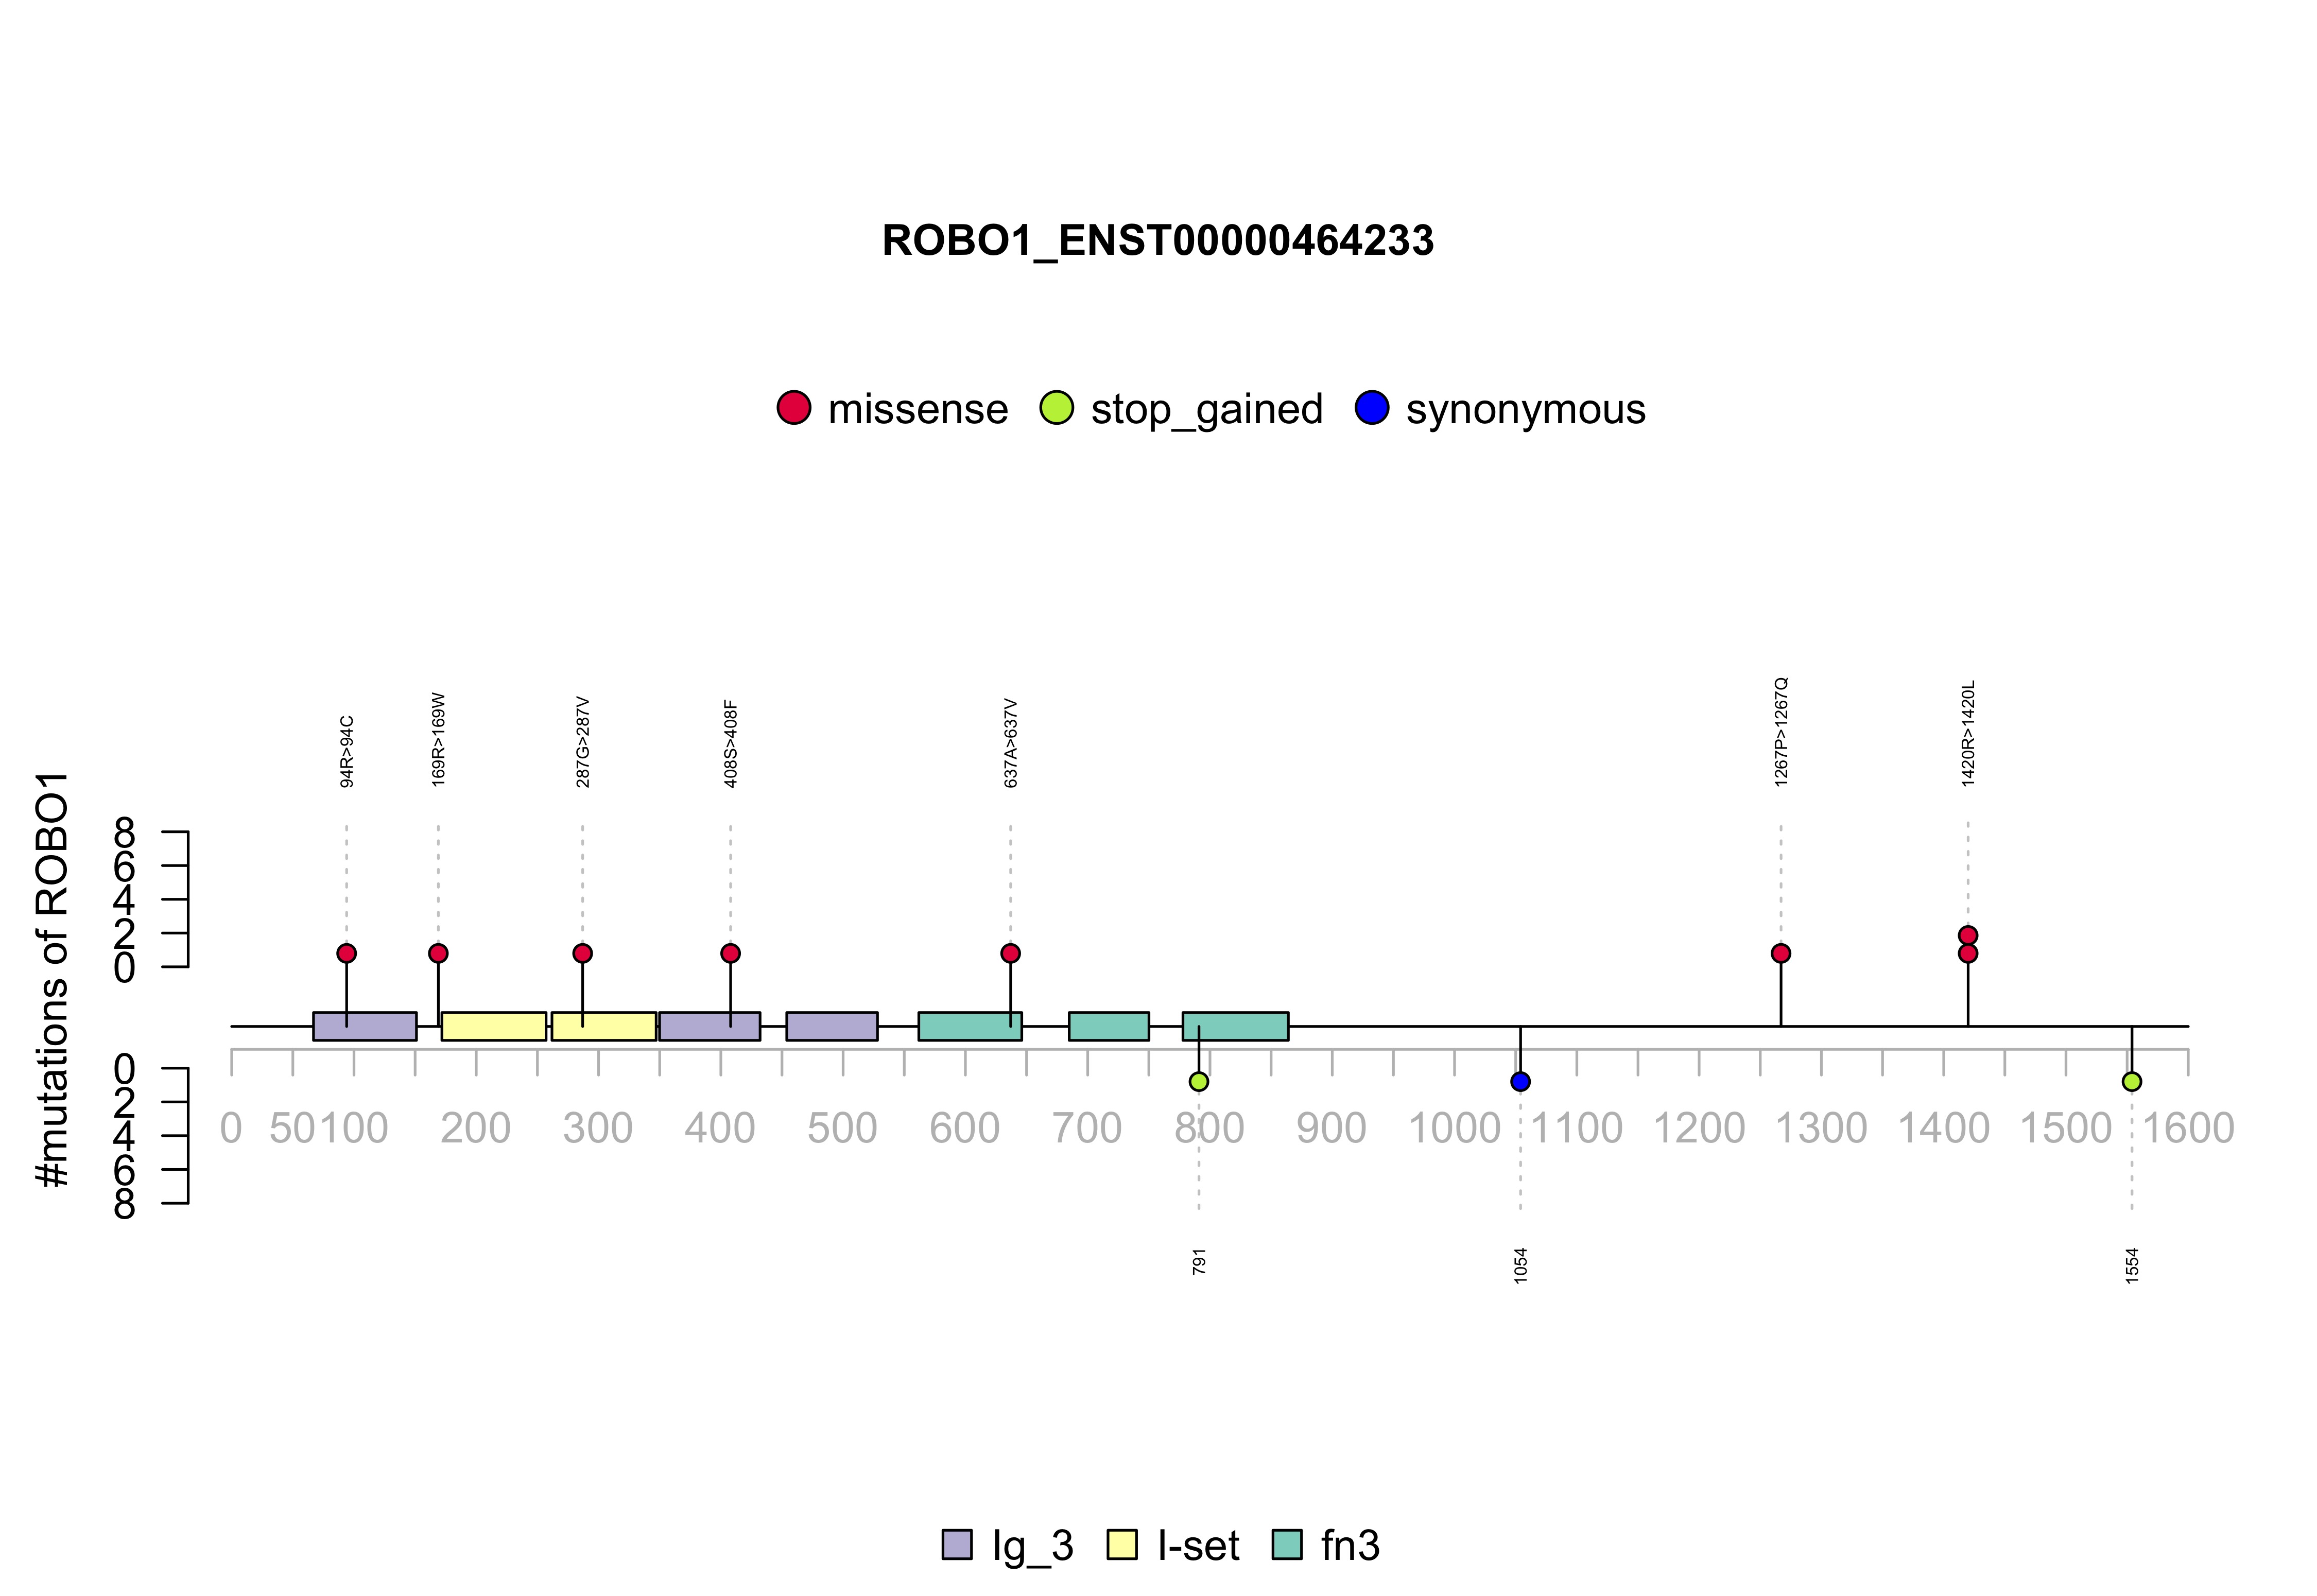 ROBO1_ENST00000464233
missense stop_gained synonymous
94R>94C
169R>169W
287G>287V
408S>408F
637A>637V
1267P>1267Q
1420R>1420L
#mutations of ROBO1
8
6
4
2
0
0
2
4
6
8
0 50 100 200 300 400 500 600 700 800 900 1000 1100 1200 1300 1400 1500 1600
791
1054
1554
Ig_3 I-set fn3